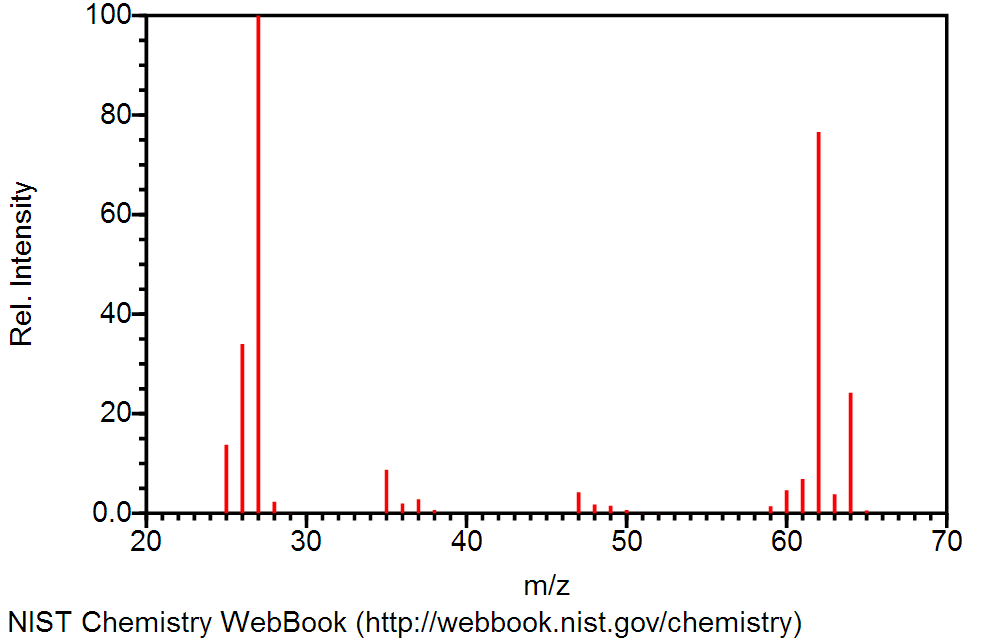 100
80
60
40
20
0.0
Rel. Intensity
20 30 40 50 60 70
m/z
NIST Chemistry WebBook (http://webbook.nist.gov/chemistry)